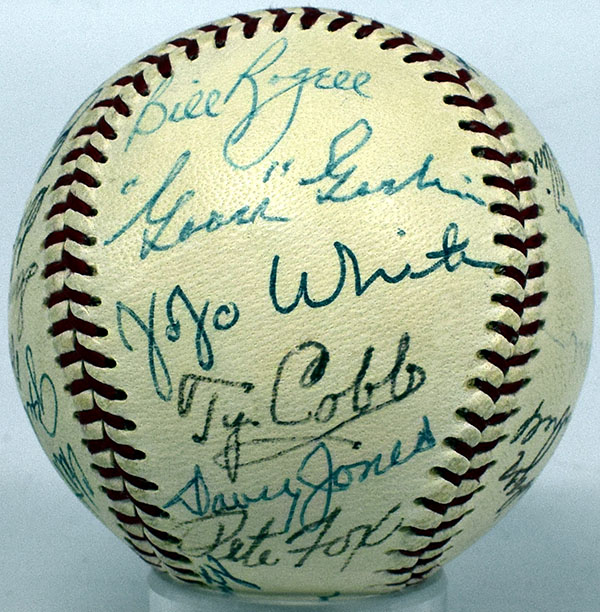 Bill Rogell
"Goose" Goslin
JoJo White
Ty. Cobb
Davy Jones
Pete Fox